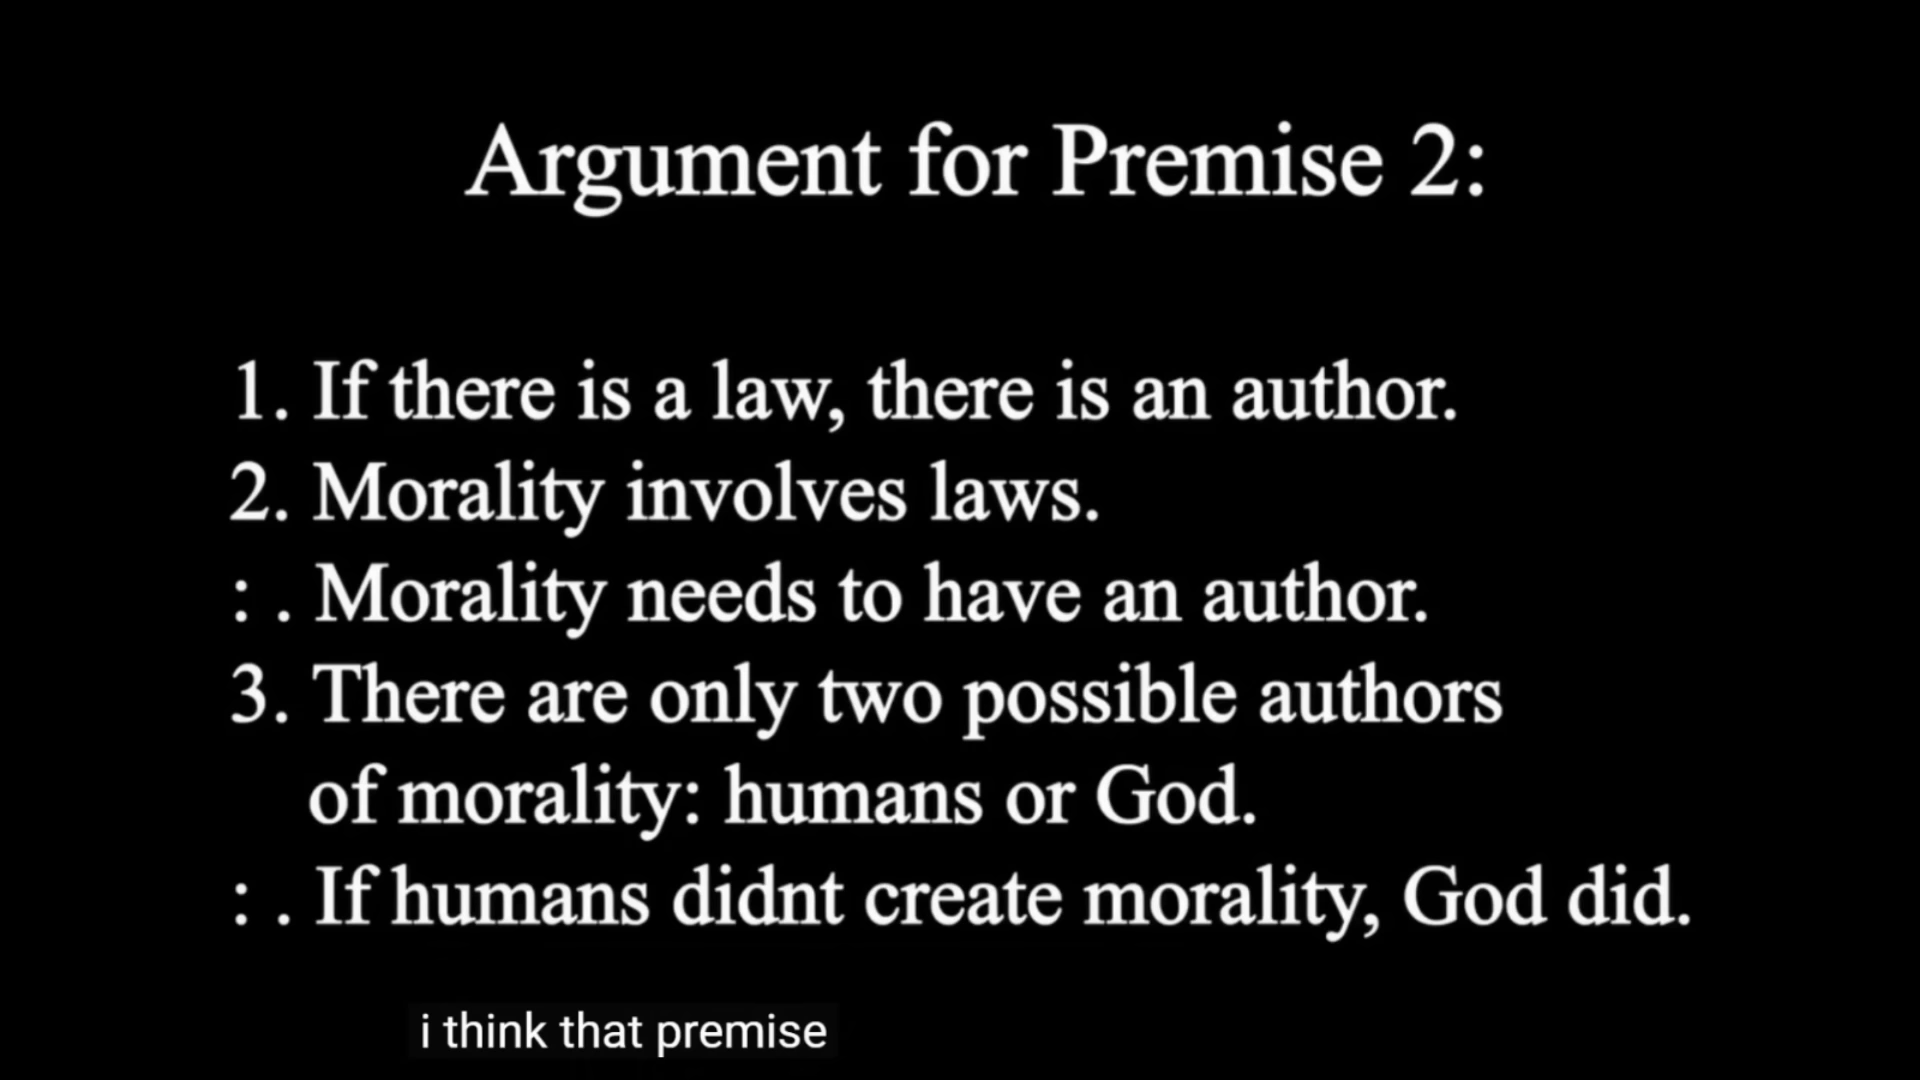 Argument for Premise 2:
1. If there is a law, there is an author.
2. Morality involves laws.
: . Morality needs to have an author.
3. There are only two possible authors
of morality: humans or God.
: . If humans didnt create morality, God did.
i think that premise